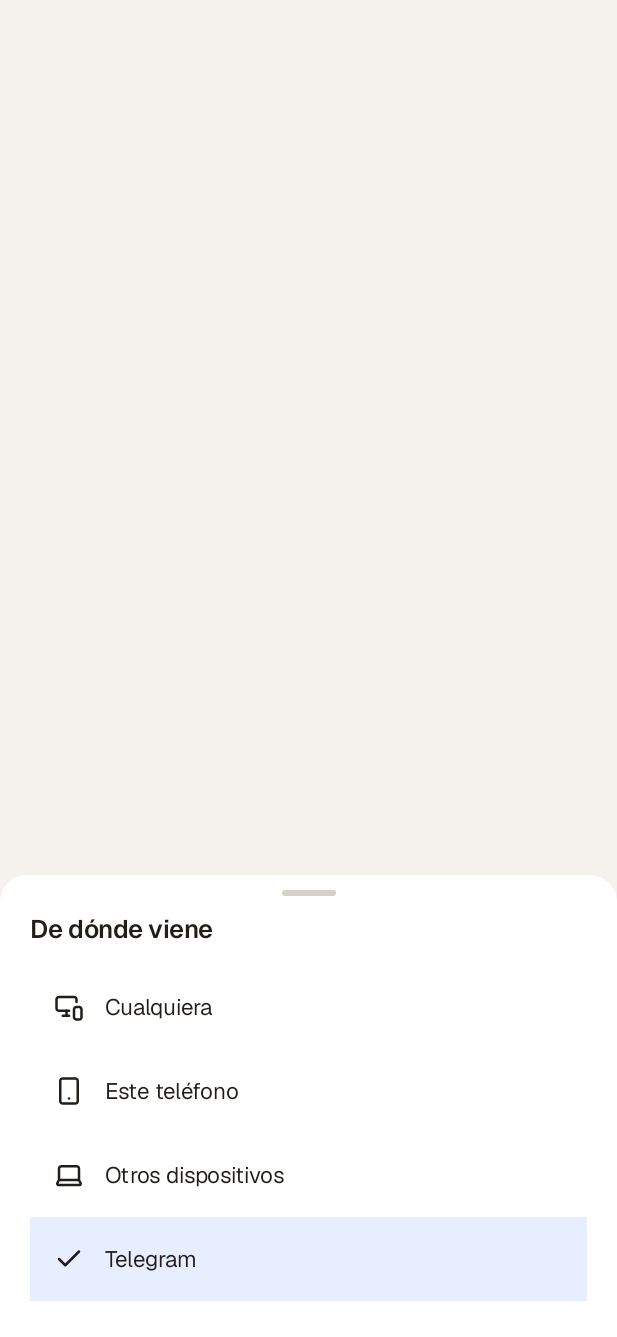 De dónde viene
Cualquiera
Este teléfono
Otros dispositivos
Telegram